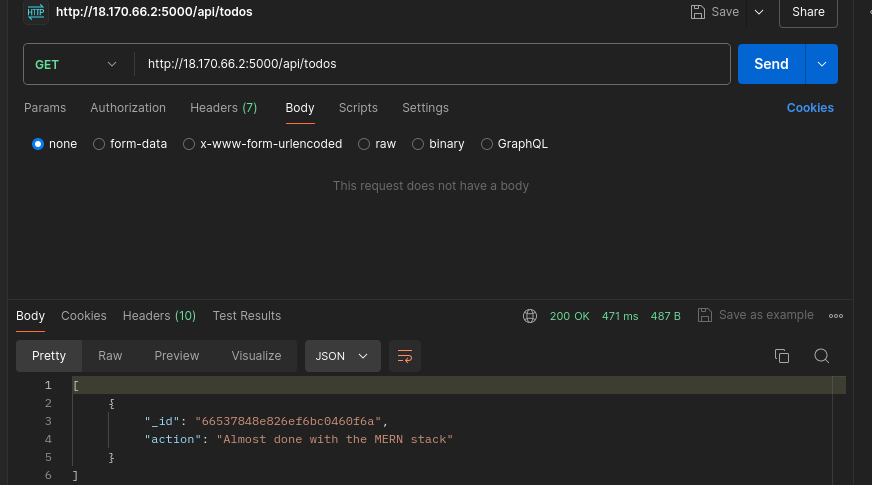 HTTP http://18.170.66.2:5000/api/todos Save Share
GET http://18.170.66.2:5000/api/todos Send
Params Authorization Headers (7) Body Scripts Settings Cookies
none form-data x-www-form-urlencoded raw binary GraphQL
This request does not have a body
Body Cookies Headers (10) Test Results 200 OK 471 ms 487 B Save as example
Pretty Raw Preview Visualize JSON
1 [
2 {
3 "_id": "66537848e826ef6bc0460f6a",
4 "action": "Almost done with the MERN stack"
5 }
6 ]